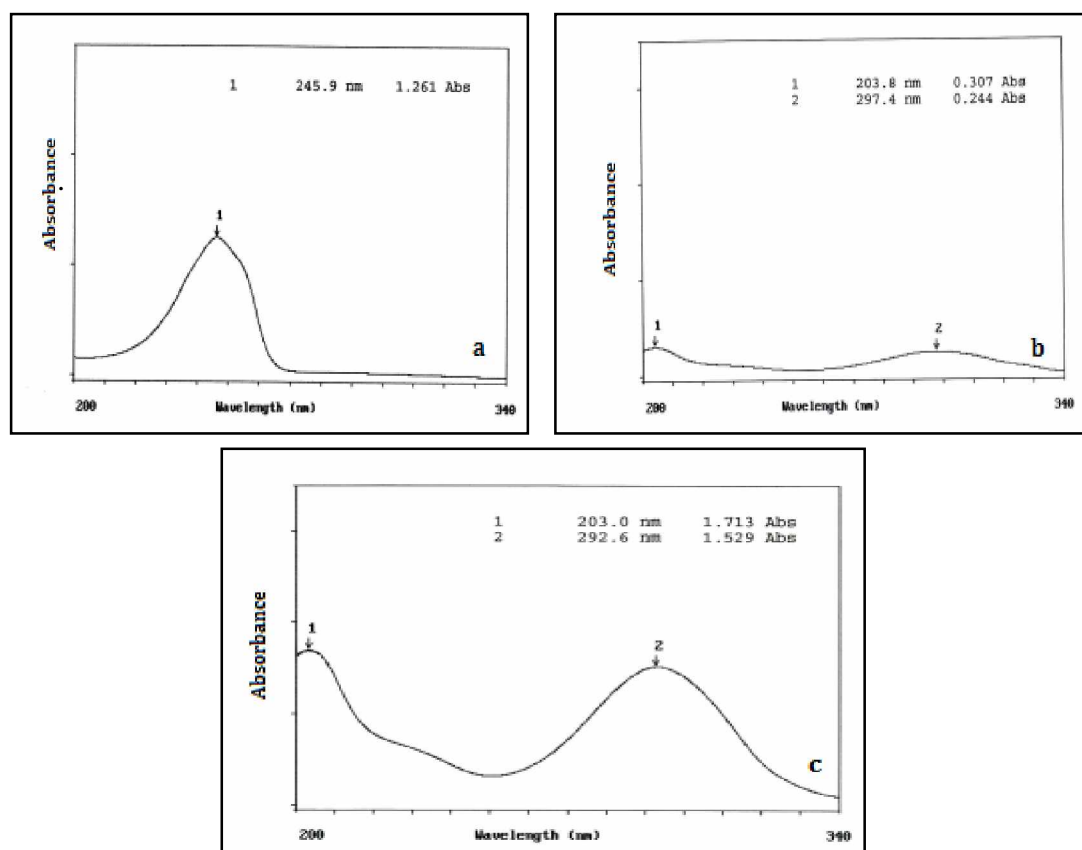 1 245.9 nm 1.261 Abs
Absorbance
1
a
200 Wavelength (nm) 340
1 203.8 nm 0.307 Abs
2 297.4 nm 0.244 Abs
Absorbance
1
2
b
200 Wavelength (nm) 340
1 203.0 nm 1.713 Abs
2 292.6 nm 1.529 Abs
Absorbance
1
2
c
200 Wavelength (nm) 340